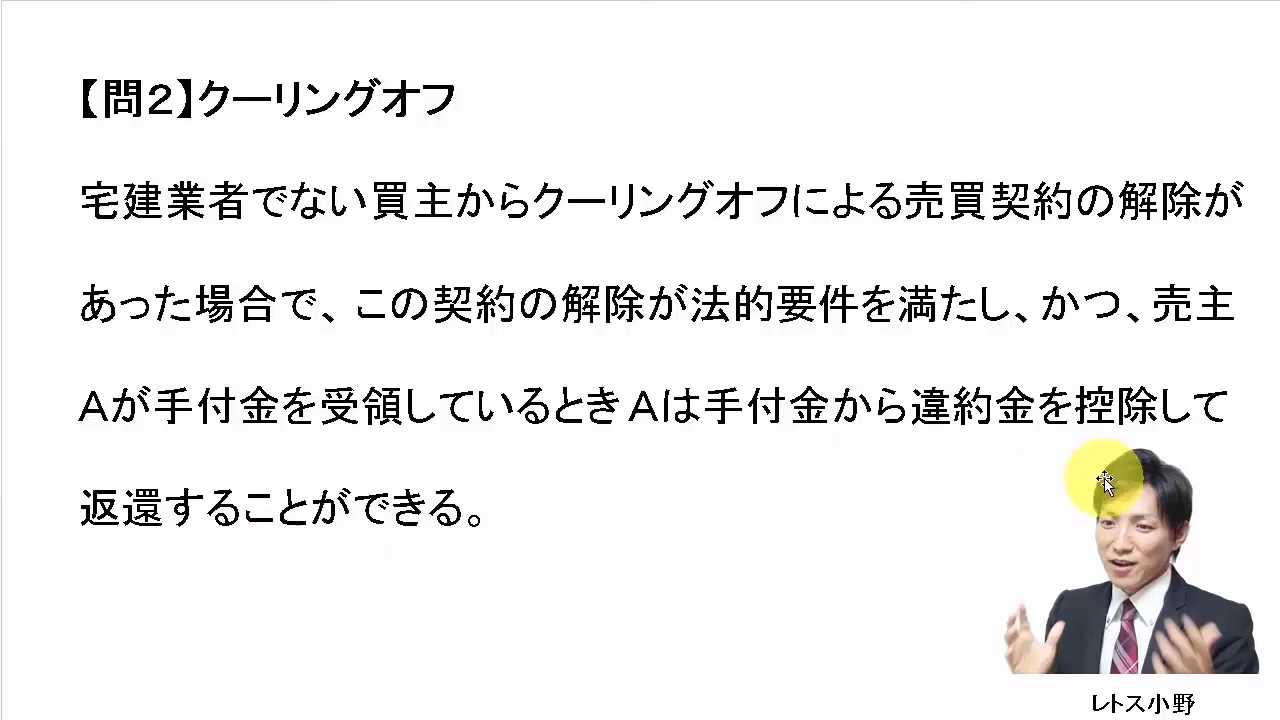 【問２】クーリングオフ
宅建業者でない買主からクーリングオフによる売買契約の解除が
あった場合で、この契約の解除が法的要件を満たし、かつ、売主
Ａが手付金を受領しているときＡは手付金から違約金を控除して
返還することができる。
レトス小野